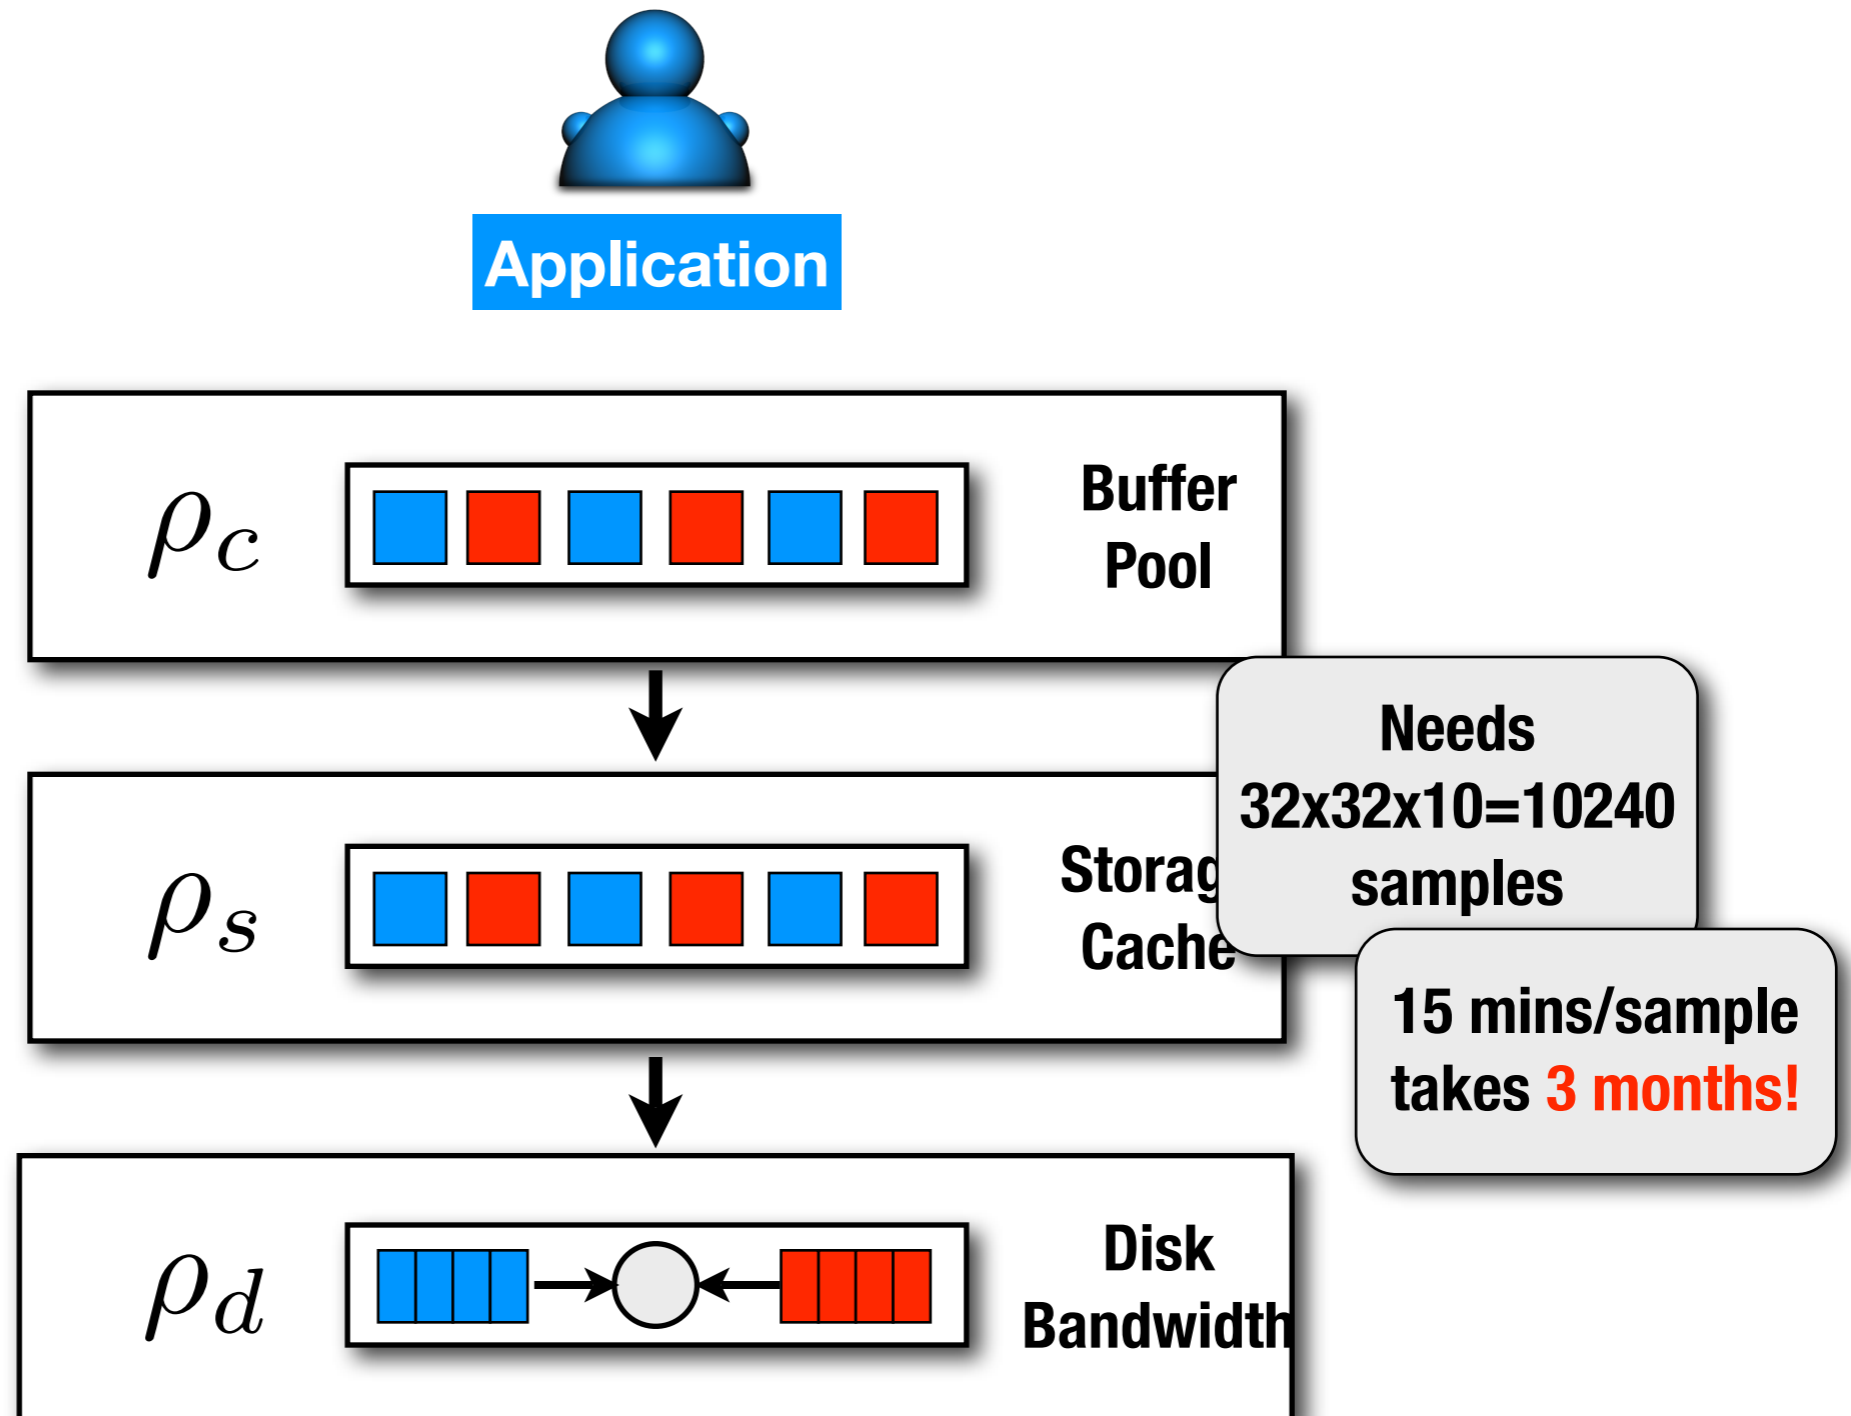 Application
ρc
Buffer
Pool
Needs
32x32x10=10240
samples
ρs
Storag
Cache
15 mins/sample
takes 3 months!
ρd
Disk
Bandwidth